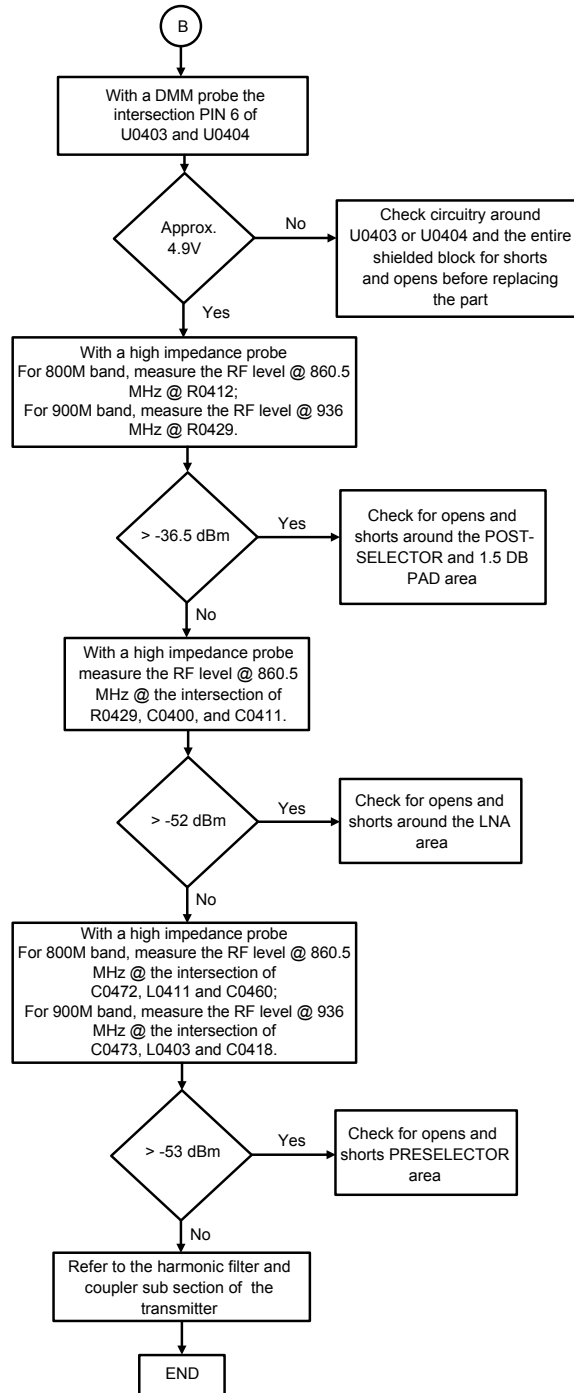 B
With a DMM probe the
intersection PIN 6 of
U0403 and U0404
Approx.
4.9V
No
Check circuitry around
U0403 or U0404 and the entire
shielded block for shorts
and opens before replacing
the part
Yes
With a high impedance probe
For 800M band, measure the RF level @ 860.5
MHz @ R0412;
For 900M band, measure the RF level @ 936
MHz @ R0429.
> -36.5 dBm
Yes
Check for opens and
shorts around the POST-
SELECTOR and 1.5 DB
PAD area
No
With a high impedance probe
measure the RF level @ 860.5
MHz @ the intersection of
R0429, C0400, and C0411.
> -52 dBm
Yes
Check for opens and
shorts around the LNA
area
No
With a high impedance probe
For 800M band, measure the RF level @ 860.5
MHz @ the intersection of
C0472, L0411 and C0460;
For 900M band, measure the RF level @ 936
MHz @ the intersection of
C0473, L0403 and C0418.
> -53 dBm
Yes
Check for opens and
shorts PRESELECTOR
area
No
Refer to the harmonic filter and
coupler sub section of the
transmitter
END